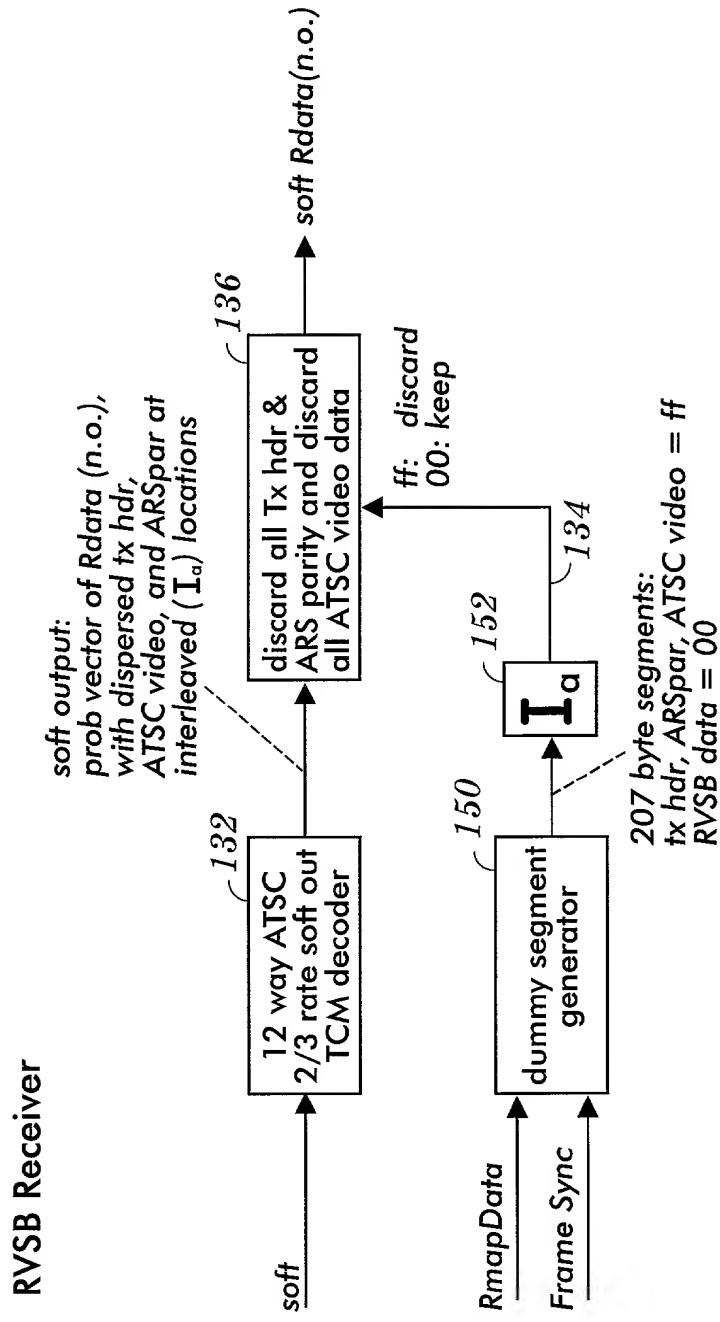 RVSB Receiver
soft output:
prob vector of Rdata (n.o.),
with dispersed tx hdr,
ATSC video, and ARSpar at
interleaved (Ia) locations
soft
132
12 way ATSC
2/3 rate soft out
TCM decoder
136
discard all Tx hdr &
ARS parity and discard
all ATSC video data
soft Rdata(n.o.)
ff: discard
00: keep
RmapData
Frame Sync
150
dummy segment
generator
152
Ia
134
207 byte segments:
tx hdr, ARSpar, ATSC video = ff
RVSB data = 00